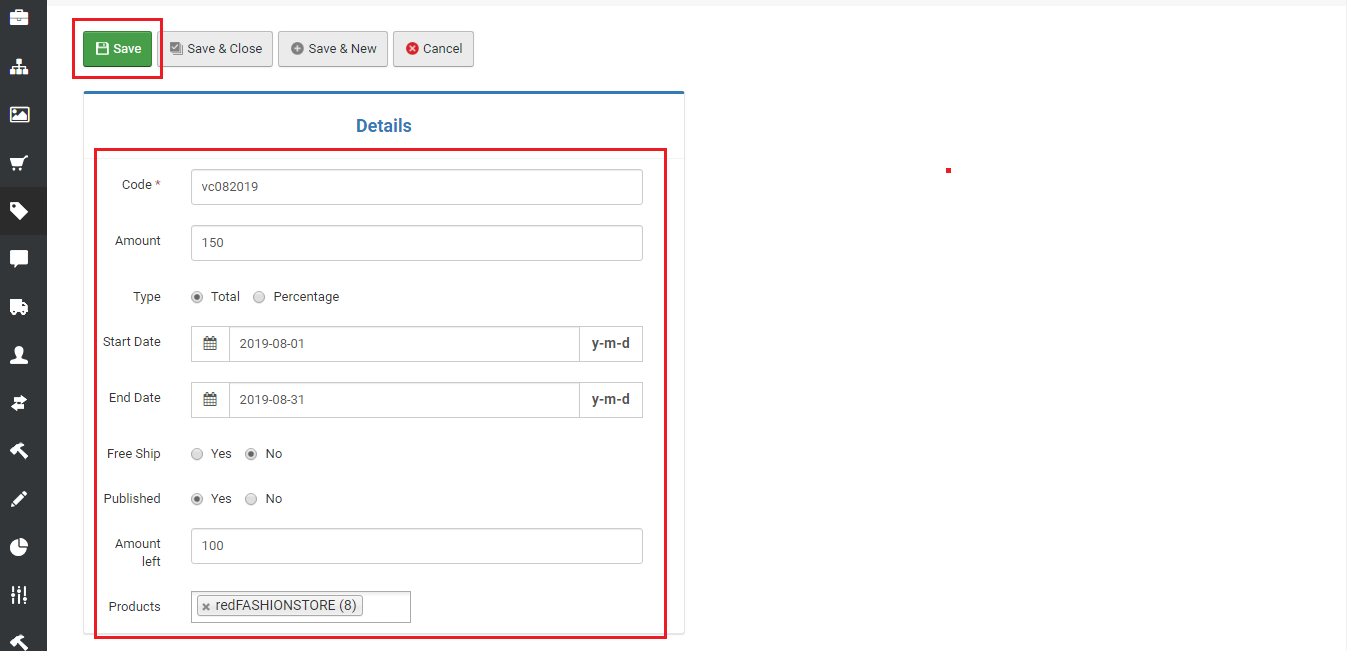 Save Save & Close Save & New Cancel
Details
Code *
vc082019
Amount
150
Type Total Percentage
Start Date
2019-08-01 y-m-d
End Date
2019-08-31 y-m-d
Free Ship Yes No
Published Yes No
Amount
left
100
Products
× redFASHIONSTORE (8)